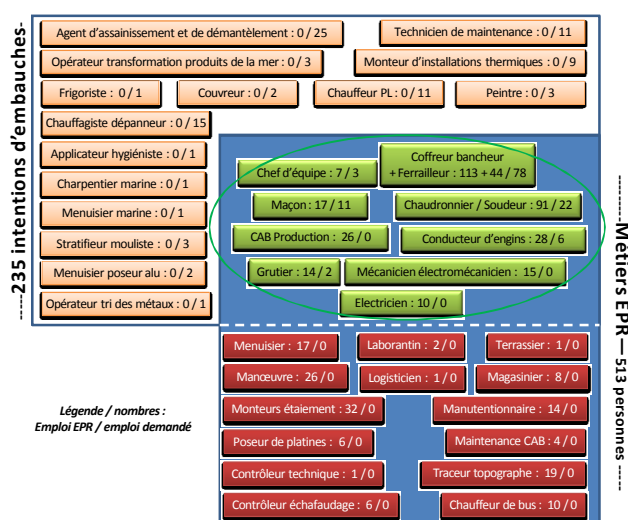 -----235 intentions d'embauches-
Agent d'assainissement et de démantèlement : 0 / 25
Technicien de maintenance : 0 / 11
Opérateur transformation produits de la mer : 0 / 3
Monteur d'installations thermiques : 0 / 9
Frigoriste : 0 / 1
Couvreur : 0 / 2
Chauffeur PL : 0 / 11
Peintre : 0 / 3
Chauffagiste dépanneur : 0 / 15
Applicateur hygiéniste : 0 / 1
Charpentier marine : 0 / 1
Menuisier marine : 0 / 1
Stratifieur mouliste : 0 / 3
Menuisier poseur alu : 0 / 2
Opérateur tri des métaux : 0 / 1
Chef d'équipe : 7 / 3
Coffreur bancheur
+ Ferrailleur : 113 + 44 / 78
Maçon : 17 / 11
Chaudronnier / Soudeur : 91 / 22
CAB Production : 26 / 0
Conducteur d'engins : 28 / 6
Grutier : 14 / 2
Mécanicien électromécanicien : 15 / 0
Electricien : 10 / 0
---------Métiers EPR — 513 personnes -----
Menuisier : 17 / 0
Laborantin : 2 / 0
Terrassier : 1 / 0
Manœuvre : 26 / 0
Logisticien : 1 / 0
Magasinier : 8 / 0
Monteurs étaiement : 32 / 0
Manutentionnaire : 14 / 0
Poseur de platines : 6 / 0
Maintenance CAB : 4 / 0
Contrôleur technique : 1 / 0
Traceur topographe : 19 / 0
Contrôleur échafaudage : 6 / 0
Chauffeur de bus : 10 / 0
Légende / nombres :
Emploi EPR / emploi demandé